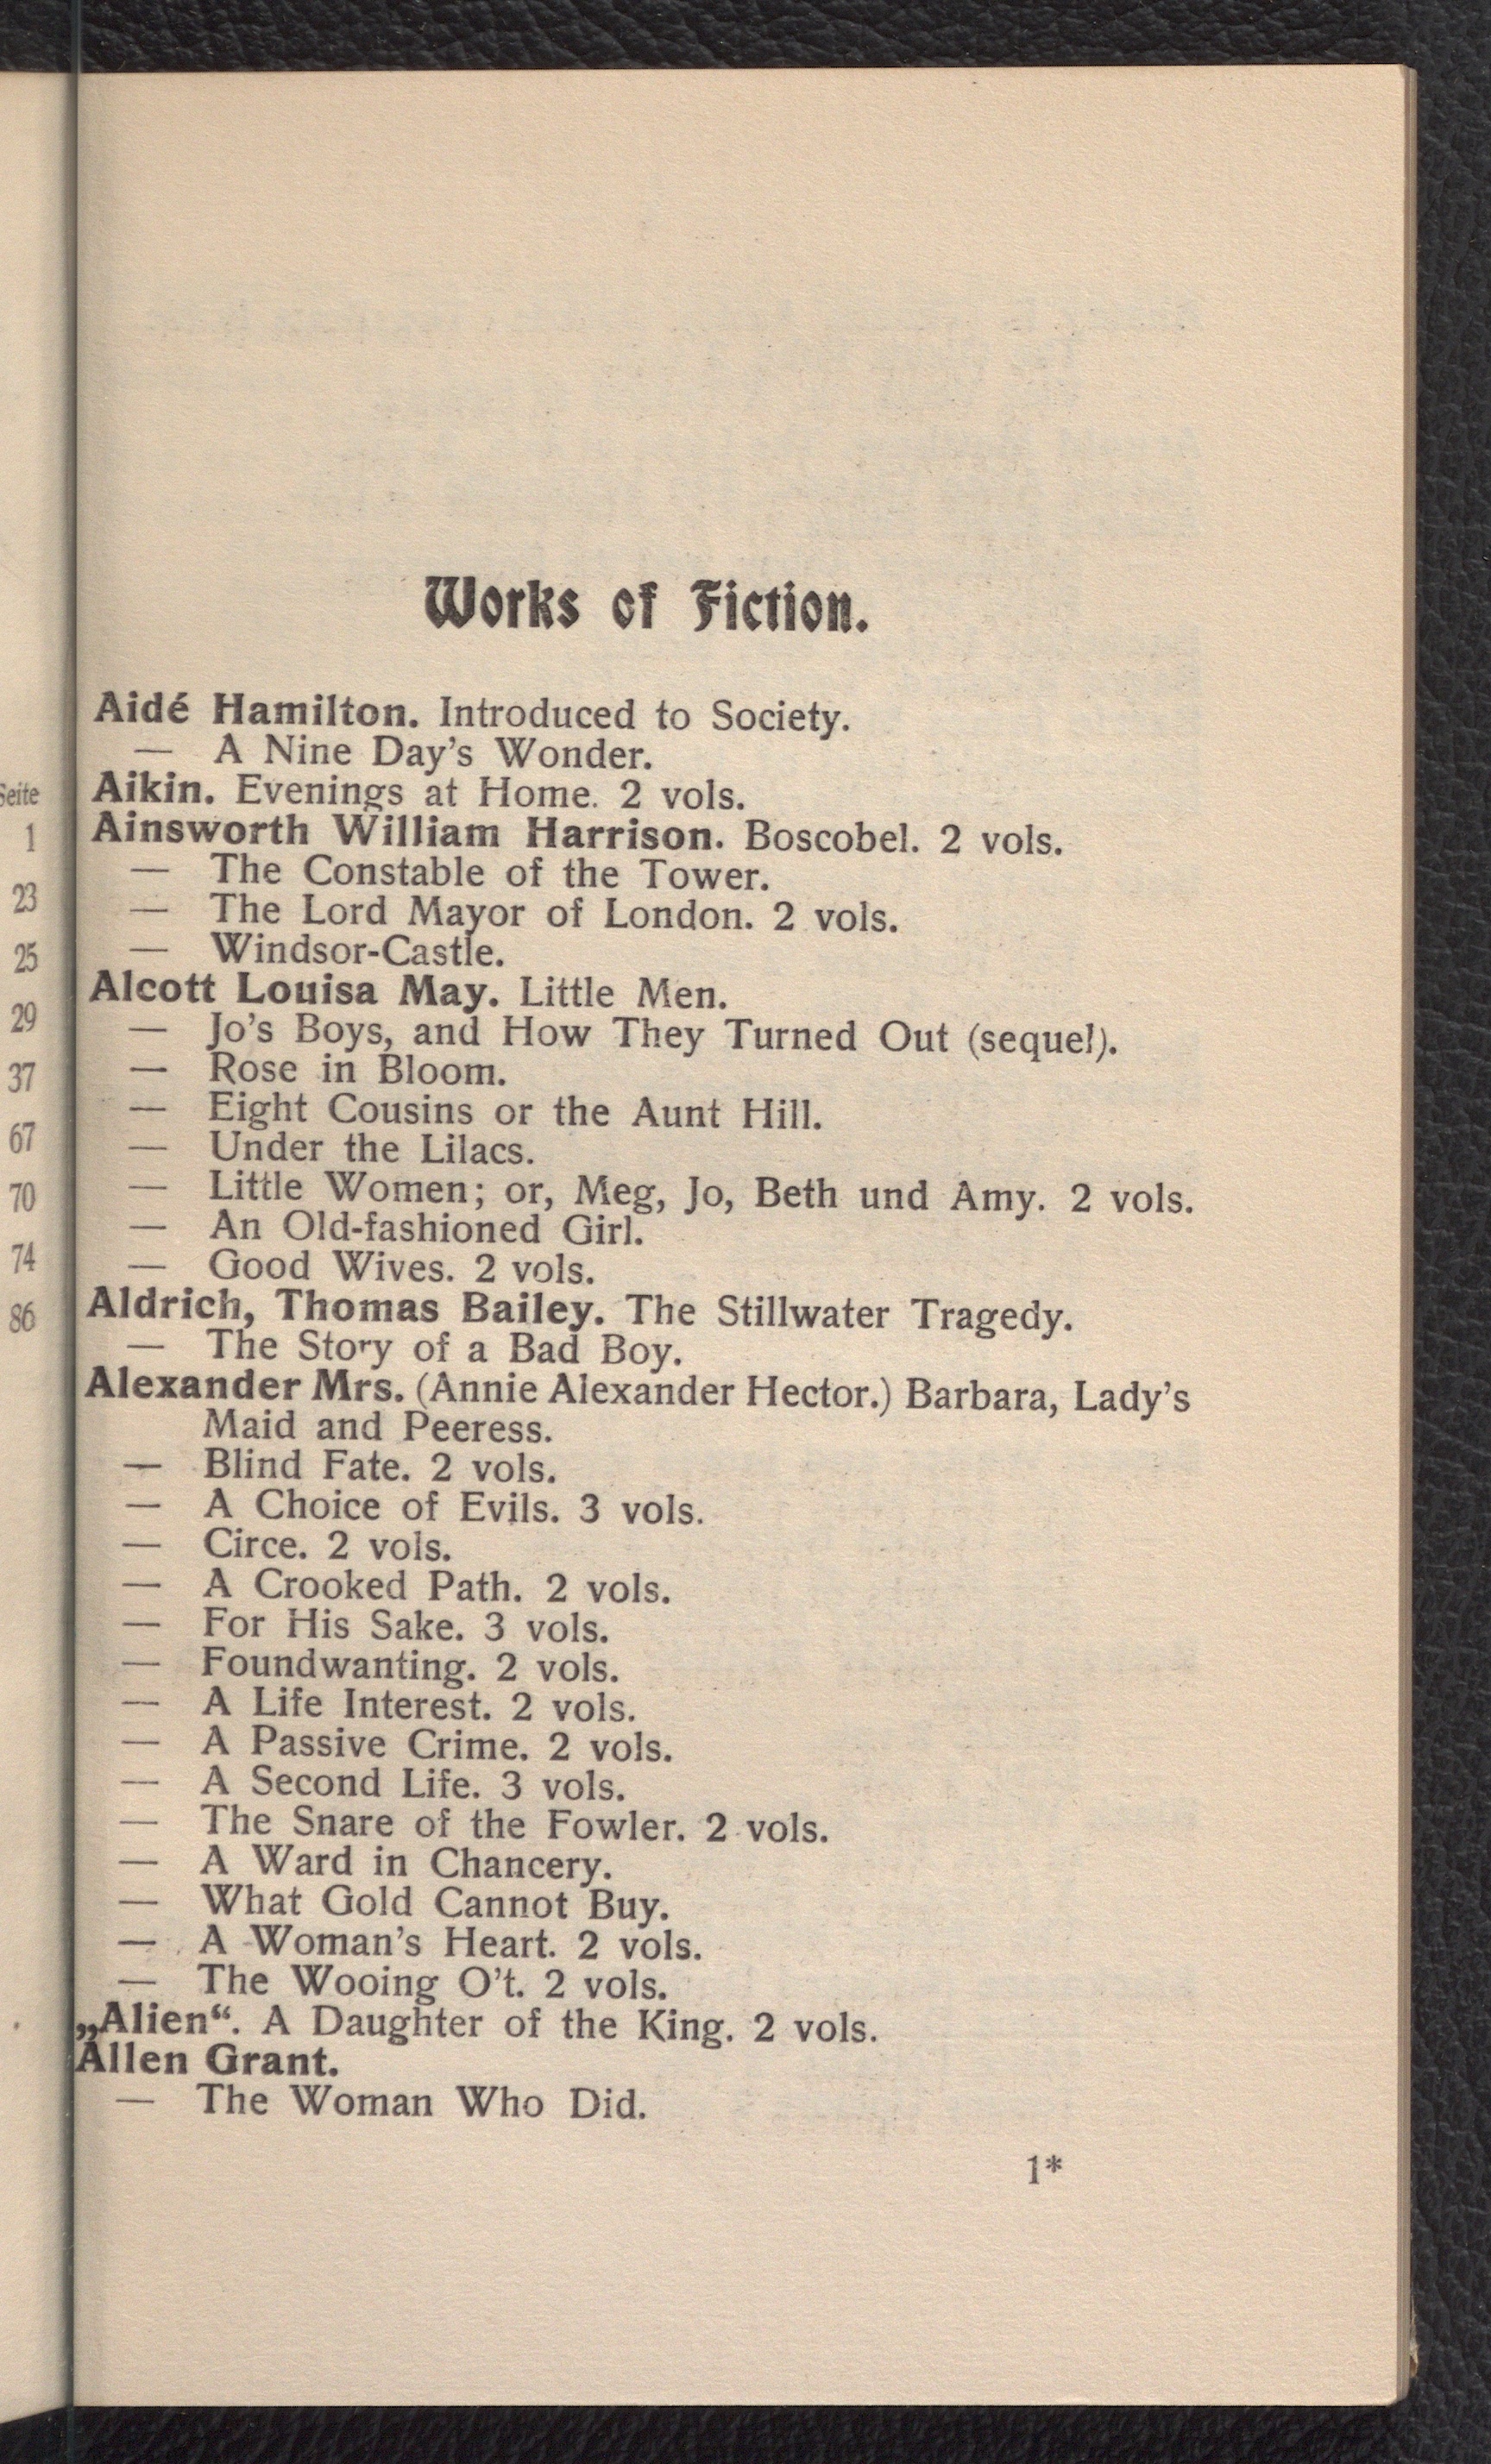 Seite
1
23
25
29
37
67
70
74
86
Works of Fiction.
Aidé Hamilton. Introduced to Society.
— A Nine Day's Wonder.
Aikin. Evenings at Home. 2 vols.
Ainsworth William Harrison. Boscobel. 2 vols.
— The Constable of the Tower.
— The Lord Mayor of London. 2 vols.
— Windsor-Castle.
Alcott Louisa May. Little Men.
— Jo's Boys, and How They Turned Out (sequel).
— Rose in Bloom.
— Eight Cousins or the Aunt Hill.
— Under the Lilacs.
— Little Women; or, Meg, Jo, Beth und Amy. 2 vols.
— An Old-fashioned Girl.
— Good Wives. 2 vols.
Aldrich, Thomas Bailey. The Stillwater Tragedy.
— The Story of a Bad Boy.
Alexander Mrs. (Annie Alexander Hector.) Barbara, Lady's
Maid and Peeress.
— Blind Fate. 2 vols.
— A Choice of Evils. 3 vols.
— Circe. 2 vols.
— A Crooked Path. 2 vols.
— For His Sake. 3 vols.
— Foundwanting. 2 vols.
— A Life Interest. 2 vols.
— A Passive Crime. 2 vols.
— A Second Life. 3 vols.
— The Snare of the Fowler. 2 vols.
— A Ward in Chancery.
— What Gold Cannot Buy.
— A Woman's Heart. 2 vols.
— The Wooing O't. 2 vols.
„Alien“. A Daughter of the King. 2 vols.
Allen Grant.
— The Woman Who Did.
1*